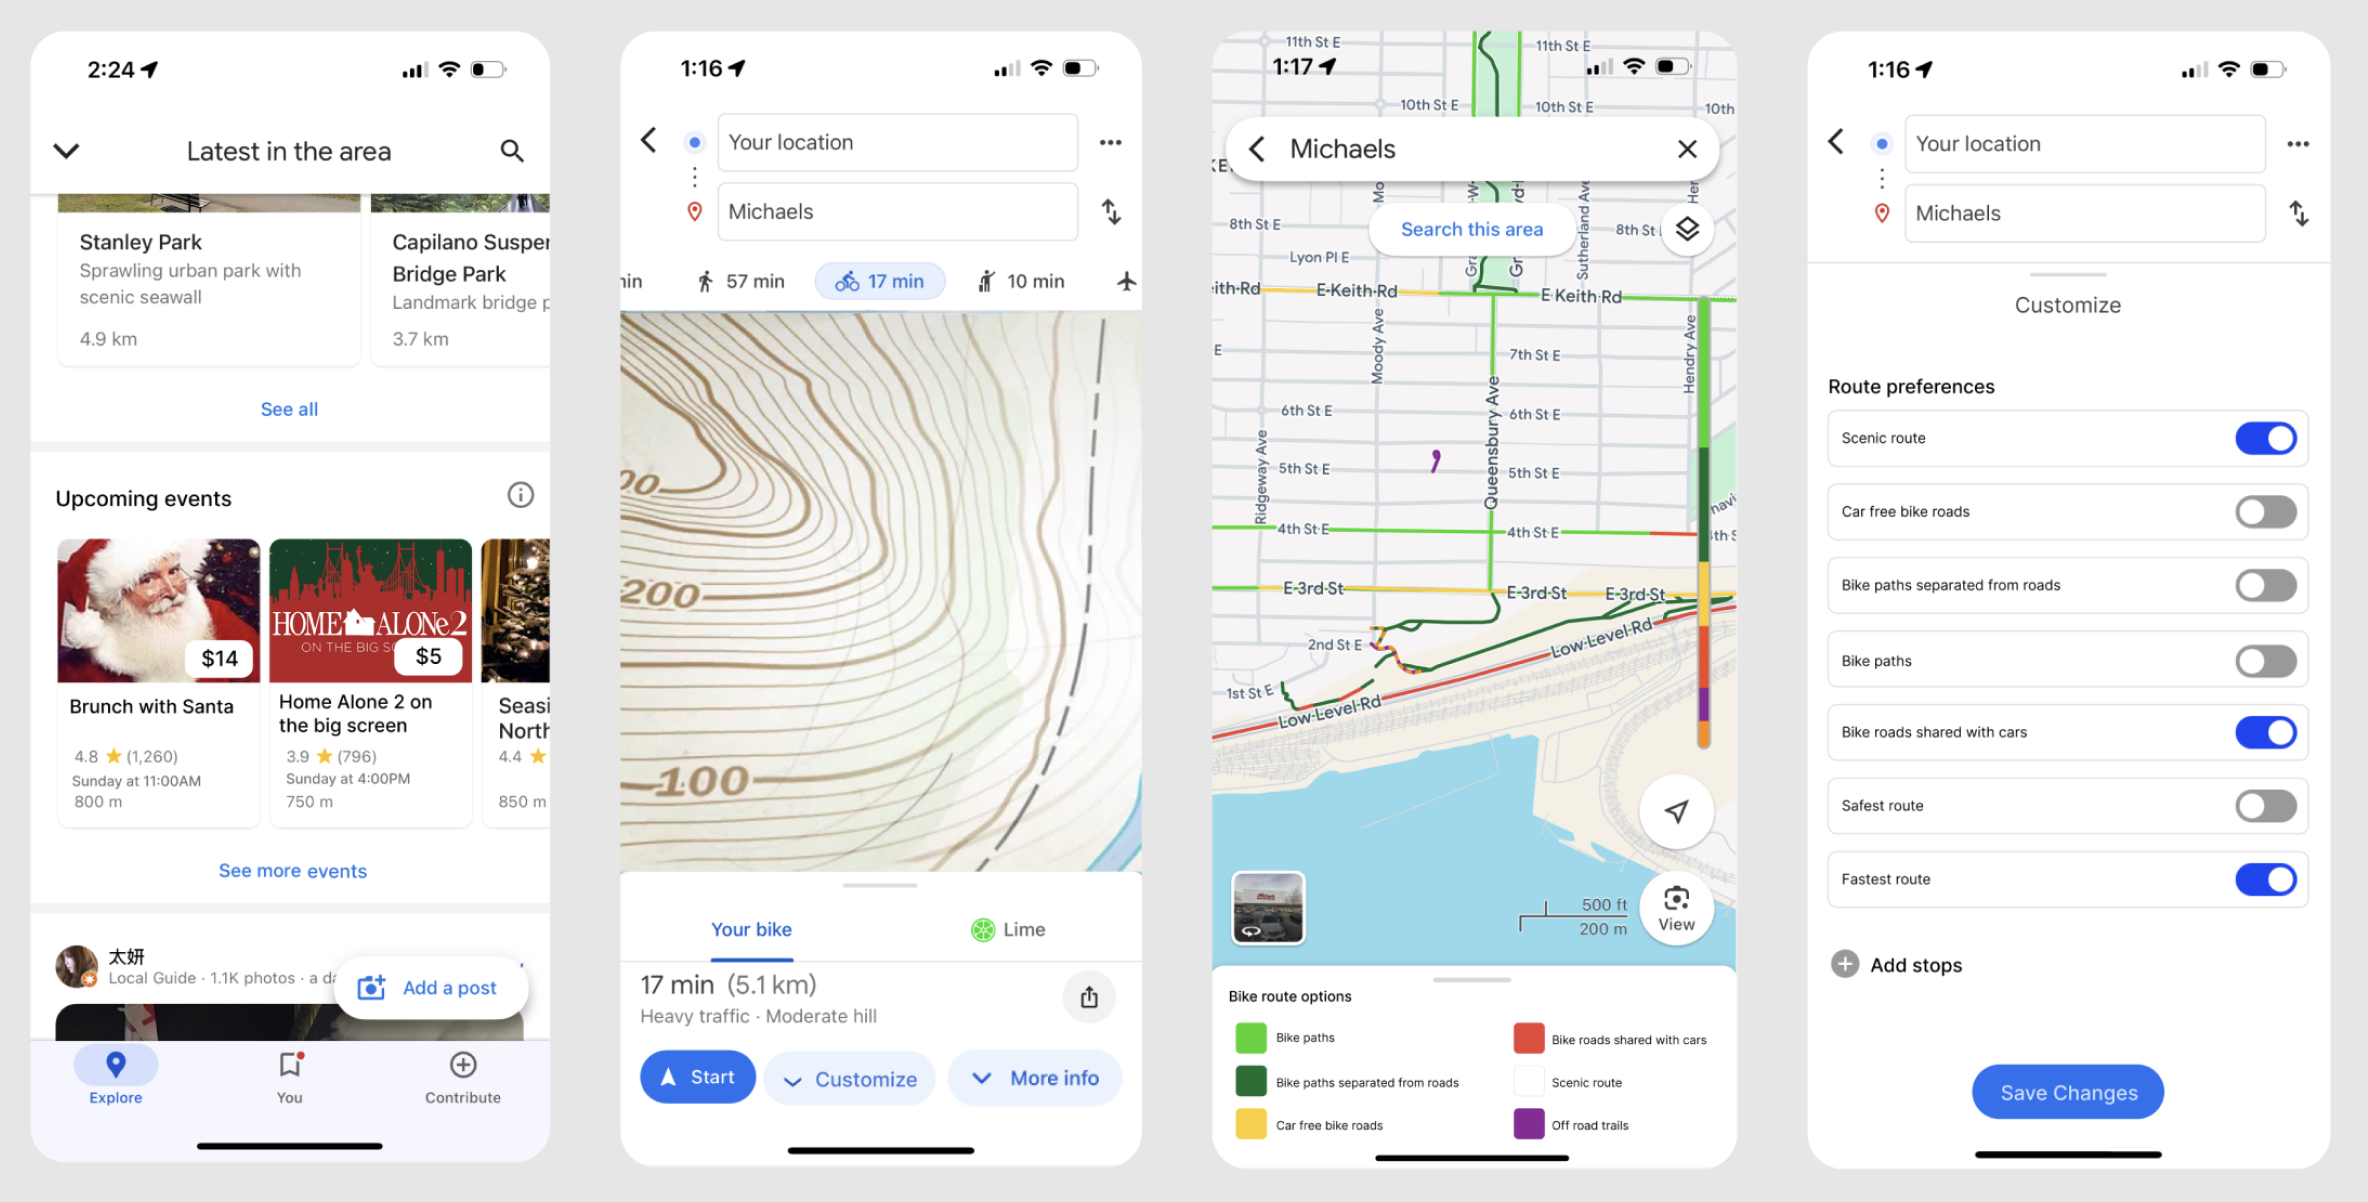 2:24
Latest in the area
Stanley Park
Sprawling urban park with
scenic seawall
4.9 km
Capilano Susper
Bridge Park
Landmark bridge p
3.7 km
See all
Upcoming events
HOME ALONe 2
ON THE BIG SC
$14
$5
Brunch with Santa
4.8 (1,260)
Sunday at 11:00AM
800 m
Home Alone 2 on
the big screen
3.9 (796)
Sunday at 4:00PM
750 m
Seasi
North
4.4
850 m
See more events
太妍
Local Guide · 1.1K photos · a da
Add a post
Explore
You
Contribute
1:16
Your location
Michaels
nin
57 min
17 min
10 min
00
200
100
Your bike
Lime
17 min (5.1 km)
Heavy traffic · Moderate hill
Start
Customize
More info
11th St E
11th St E
1:17
10th St E
10th St E
10th
Michaels
KE
Mo
Gra
W-
Gr
vd-
Sutherland Ave
Her
Search this area
8th St E
8th St
Lyon Pl E
ith-Rd
E-Keith-Rd
E Keith Rd
Moody Ave
Hendry Ave
E
7th St E
6th St E
6th St E
Queensbury Ave
Ridgeway Ave
5th St E
5th St E
navi
4th St E
4th St E
4th S
E-3rd-St
E-3rd-St
E-3rd-St
2nd St E
Low Level Rd
1st St E
Low Level Rd
500 ft
200 m
View
Bike route options
Bike paths
Bike roads shared with cars
Bike paths separated from roads
Scenic route
Car free bike roads
Off road trails
1:16
Your location
Michaels
Customize
Route preferences
Scenic route
Car free bike roads
Bike paths separated from roads
Bike paths
Bike roads shared with cars
Safest route
Fastest route
Add stops
Save Changes